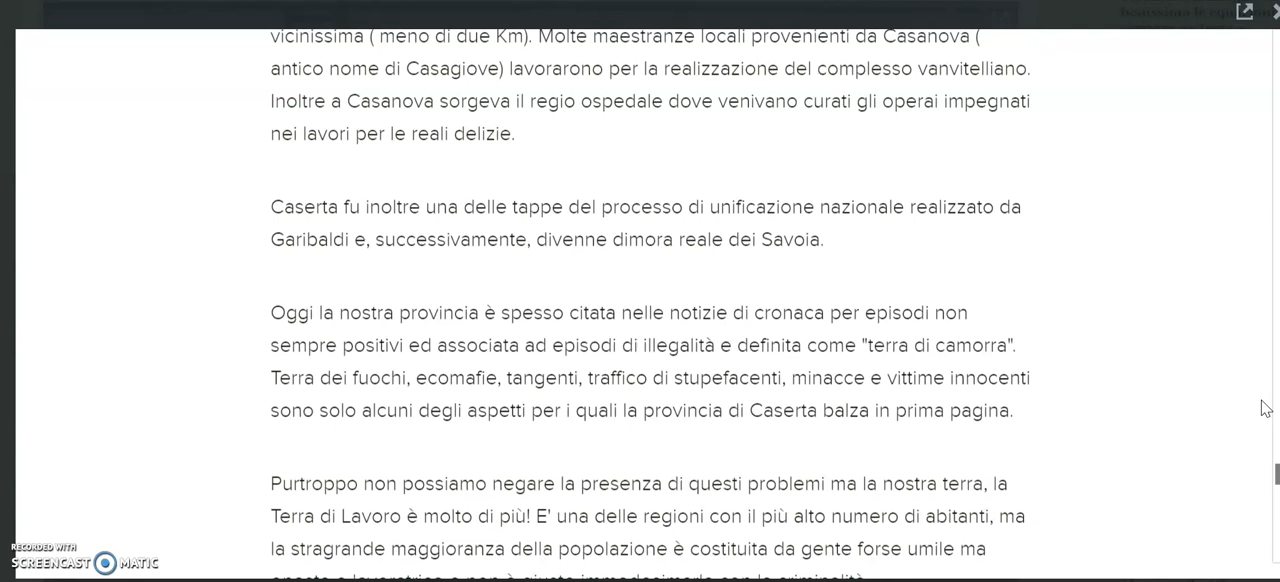 vicinissima ( meno di due Km). Molte maestranze locali provenienti da Casanova (
antico nome di Casagiove) lavorarono per la realizzazione del complesso vanvitelliano.
Inoltre a Casanova sorgeva il regio ospedale dove venivano curati gli operai impegnati
nei lavori per le reali delizie.
Caserta fu inoltre una delle tappe del processo di unificazione nazionale realizzato da
Garibaldi e, successivamente, divenne dimora reale dei Savoia.
Oggi la nostra provincia è spesso citata nelle notizie di cronaca per episodi non
sempre positivi ed associata ad episodi di illegalità e definita come "terra di camorra".
Terra dei fuochi, ecomafie, tangenti, traffico di stupefacenti, minacce e vittime innocenti
sono solo alcuni degli aspetti per i quali la provincia di Caserta balza in prima pagina.
Purtroppo non possiamo negare la presenza di questi problemi ma la nostra terra, la
Terra di Lavoro è molto di più! E' una delle regioni con il più alto numero di abitanti, ma
la stragrande maggioranza della popolazione è costituita da gente forse umile ma
RECORDED WITH
SCREENCAST MATIC